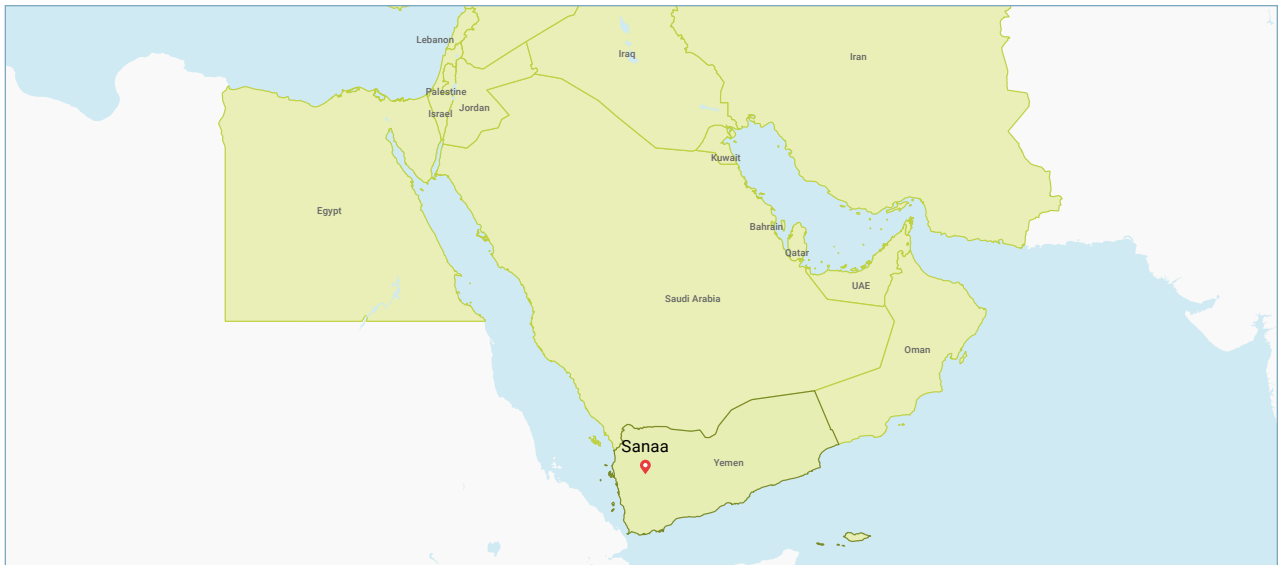 Lebanon
Iraq
Iran
Palestine
Jordan
Israel
Kuwait
Egypt
Bahrain
Qatar
UAE
Saudi Arabia
Oman
Sanaa
Yemen